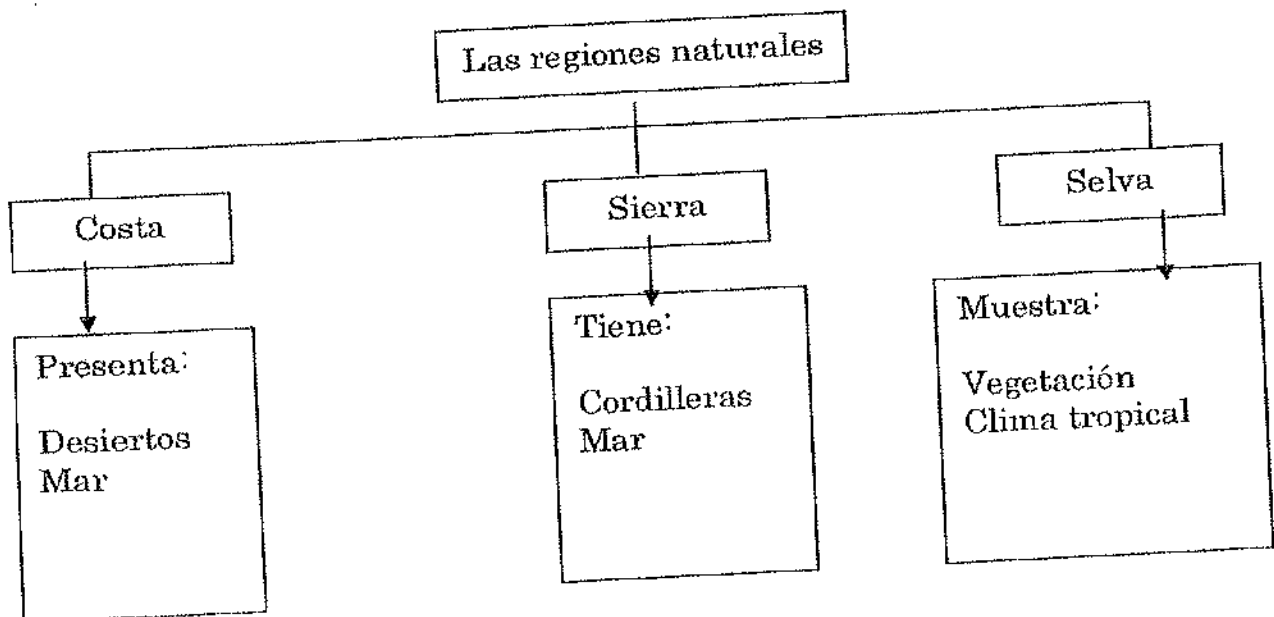 Las regiones naturales
Costa
Sierra
Selva
Presenta:
Desiertos
Mar
Tiene:
Cordilleras
Mar
Muestra:
Vegetación
Clima tropical